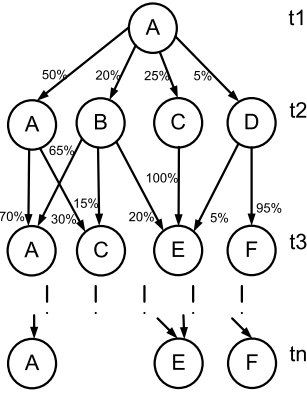 A t1
50% 20% 25% 5%
A B C D t2
65%
100%
70% 30% 15% 20% 5% 95%
A C E F t3
A E F tn